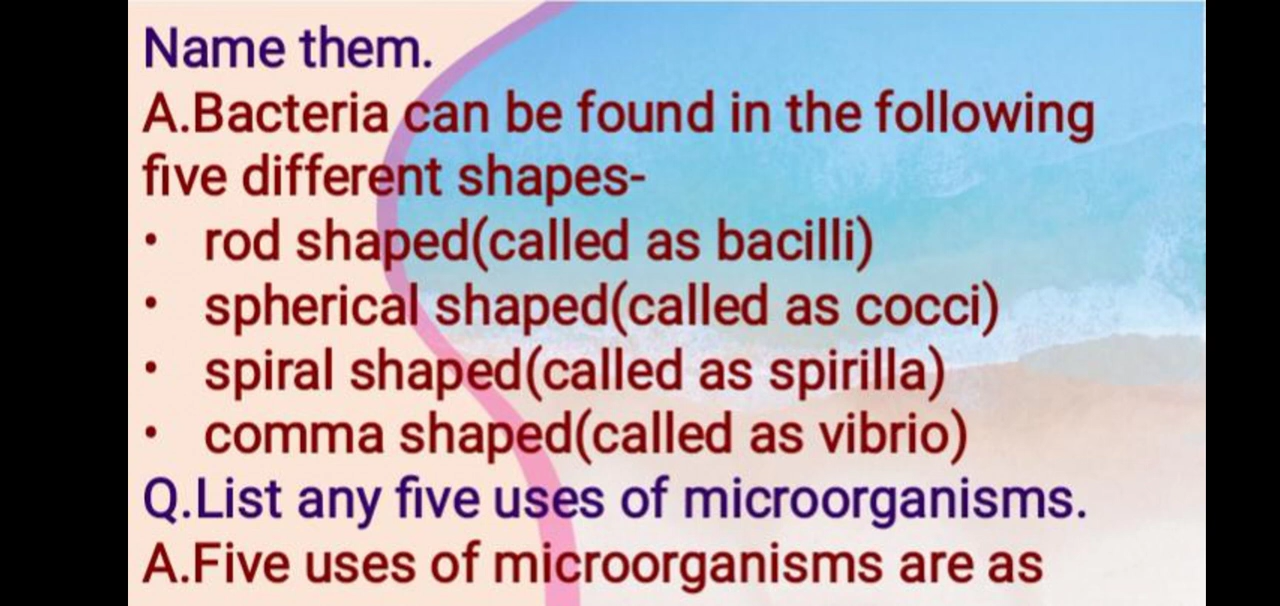 Name them.
A.Bacteria can be found in the following
five different shapes-
• rod shaped(called as bacilli)
• spherical shaped(called as cocci)
• spiral shaped(called as spirilla)
• comma shaped(called as vibrio)
Q.List any five uses of microorganisms.
A.Five uses of microorganisms are as